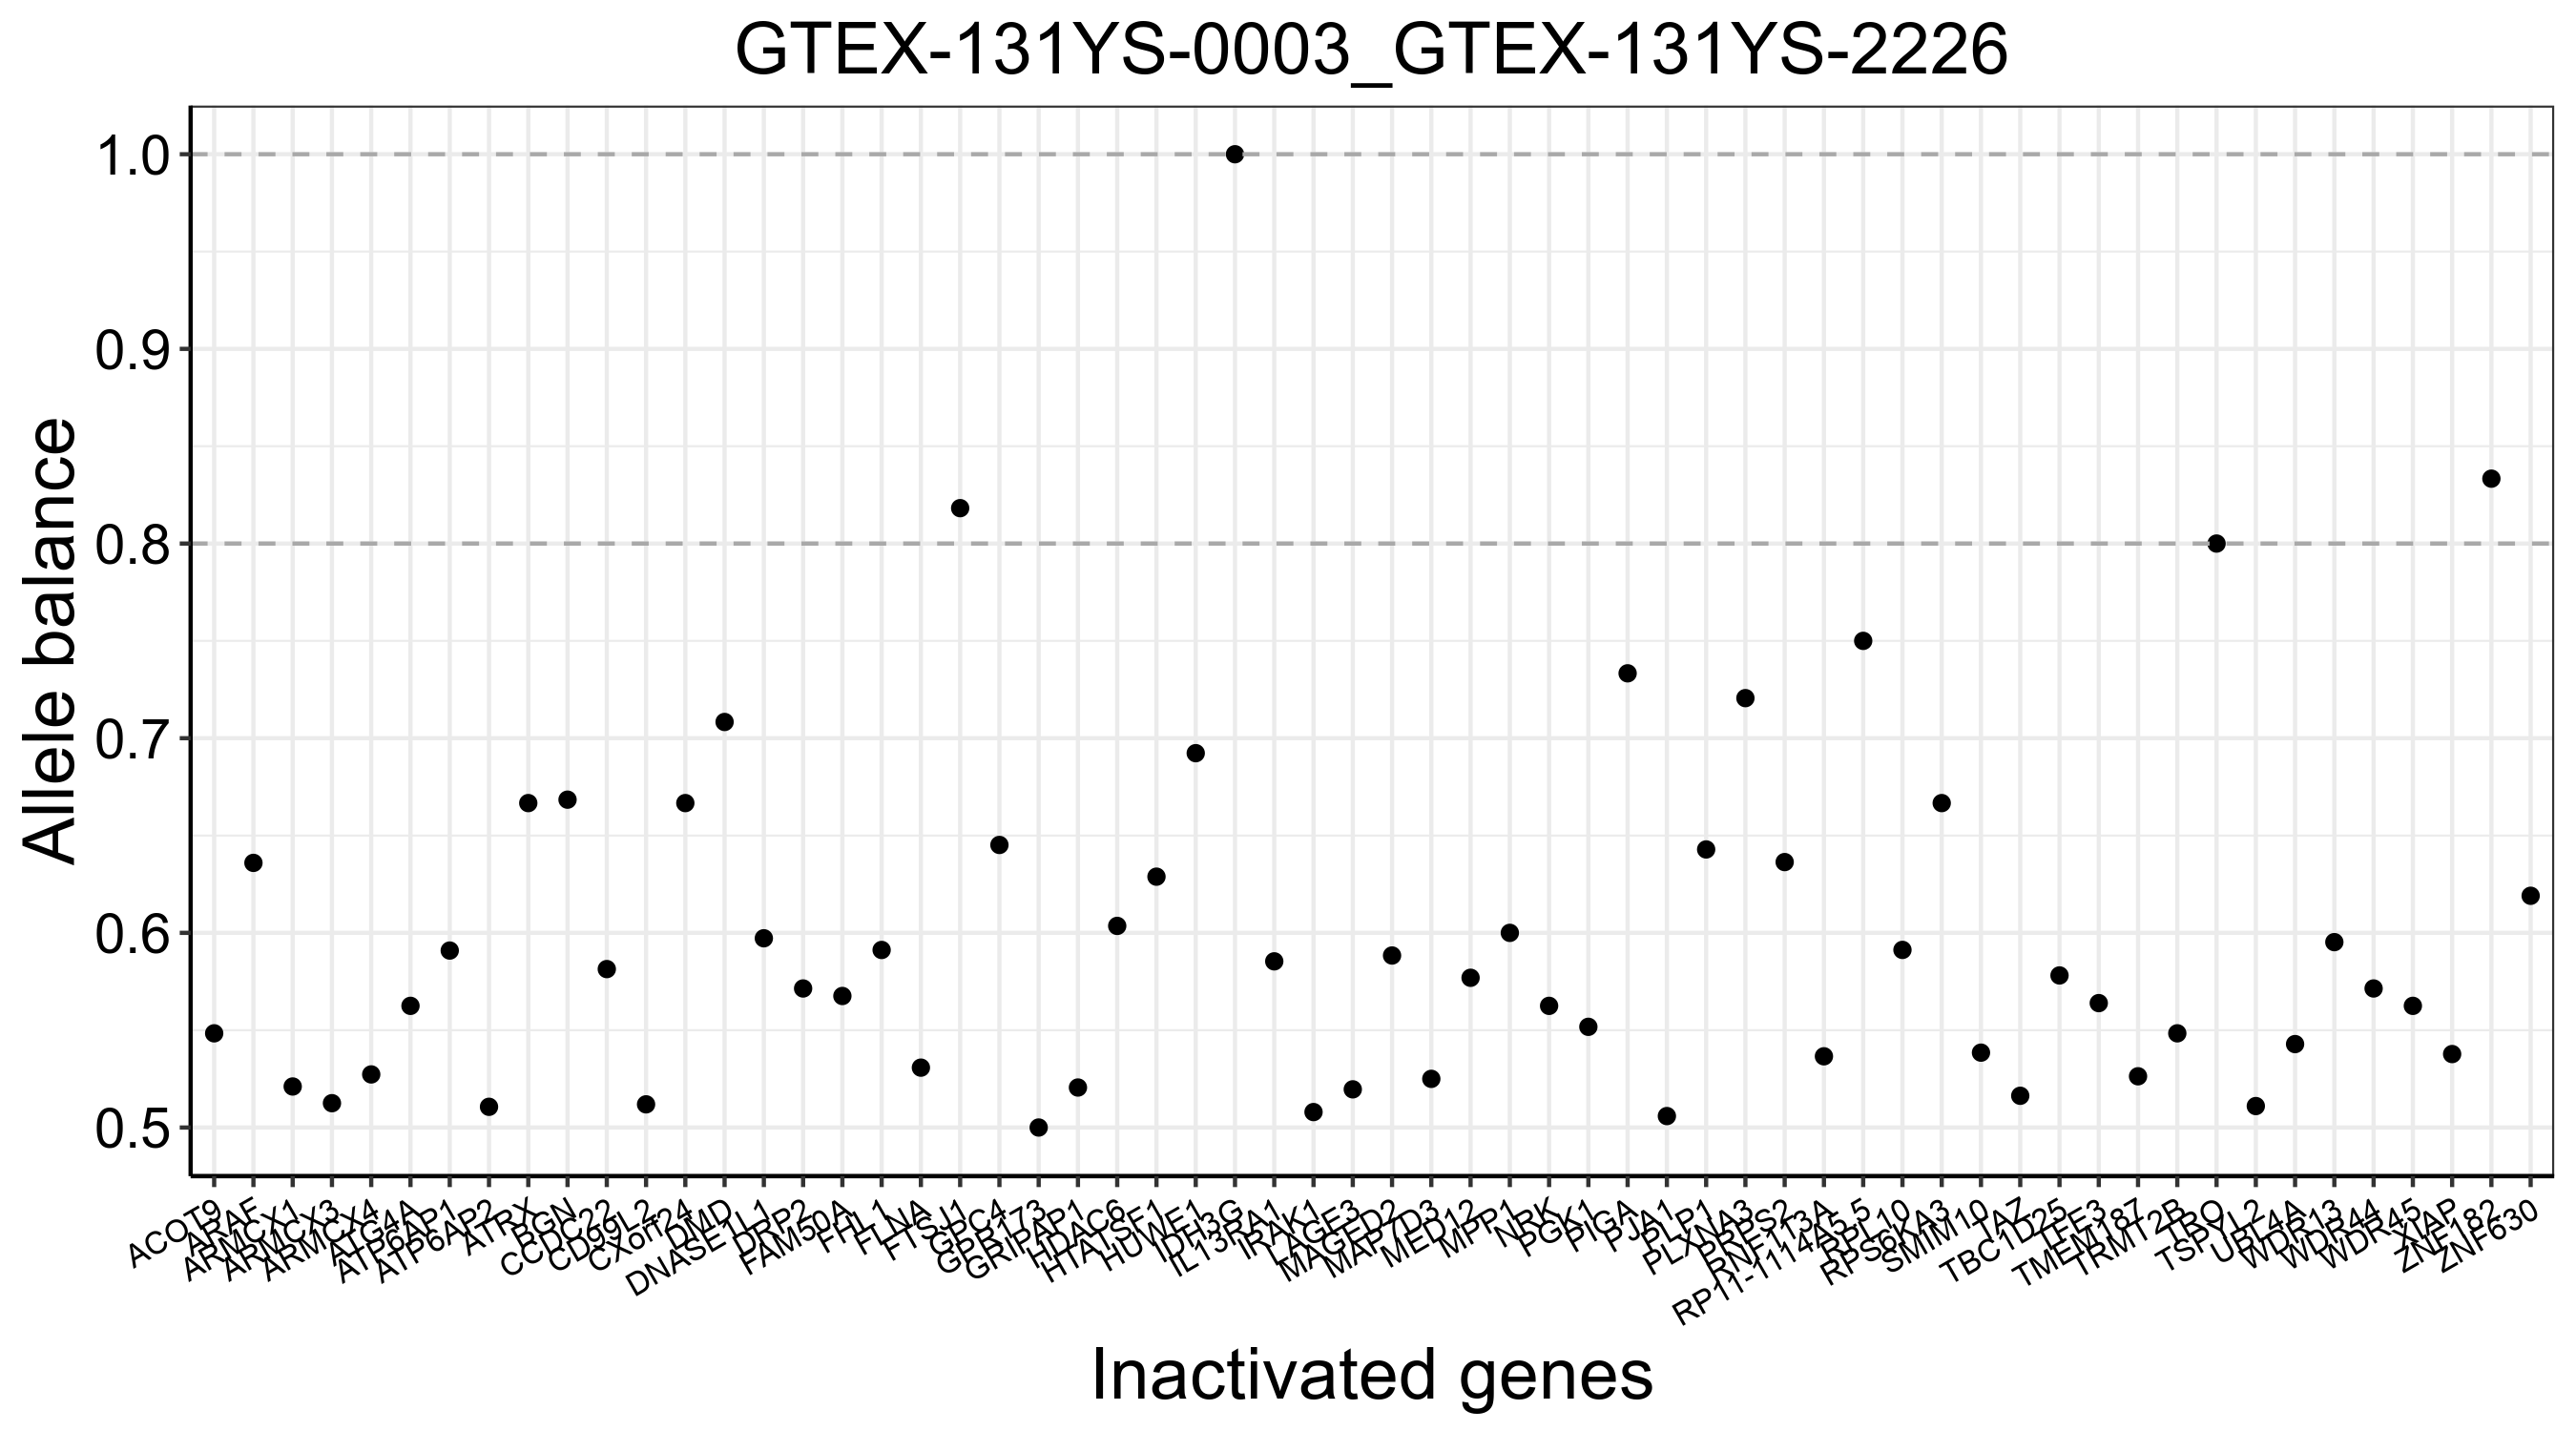 GTEX-131YS-0003_GTEX-131YS-2226
Allele balance
1.0
0.9
0.8
0.7
0.6
0.5
ACOT9
ARAF
ARMCX1
ARMCX3
ARMCX4
ATG4A
ATP6AP1
ATP6AP2
ATRX
BGN
CCDC22
CD99L2
CXorf24
DMD
DNASE1L1
DRP2
FAM50A
FHL1
FLNA
FTSJ1
GPC4
GPR173
GRIPAP1
HDAC6
HTATSF1
HUWE1
IDH3G
IL13RA1
IRAK1
LAGE3
MAGED2
MAP7D3
MED12
MPP1
NRK
PGK1
PIGA
PJA1
PLP1
PLXNA3
PRPS2
RNF113A
RP11-1114A5.5
RPL10
RPS6KA3
SMIM10
TAZ
TBC1D25
TFE3
TMEM187
TRMT2B
TRO
TSPYL2
UBL4A
WDR13
WDR44
WDR45
XIAP
ZNF182
ZNF630
Inactivated genes